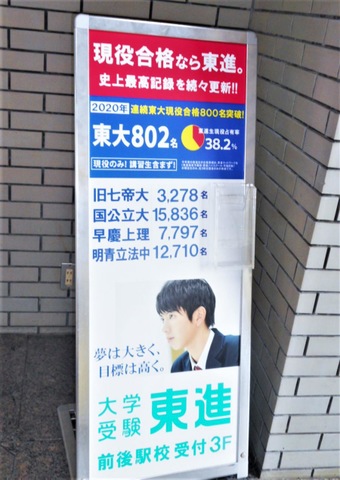 現役合格なら東進。
史上最高記録を続々更新!!
2020年 連続東大現役合格800名突破!
東大802名
38.2%
現役のみ!講習生含まず!
旧七帝大 3,278名
国公立大 15,836名
早慶上理 7,797名
明青立法中 12,710名
夢は大きく、
目標は高く。
大学
受験 東進
前後駅校 受付3F